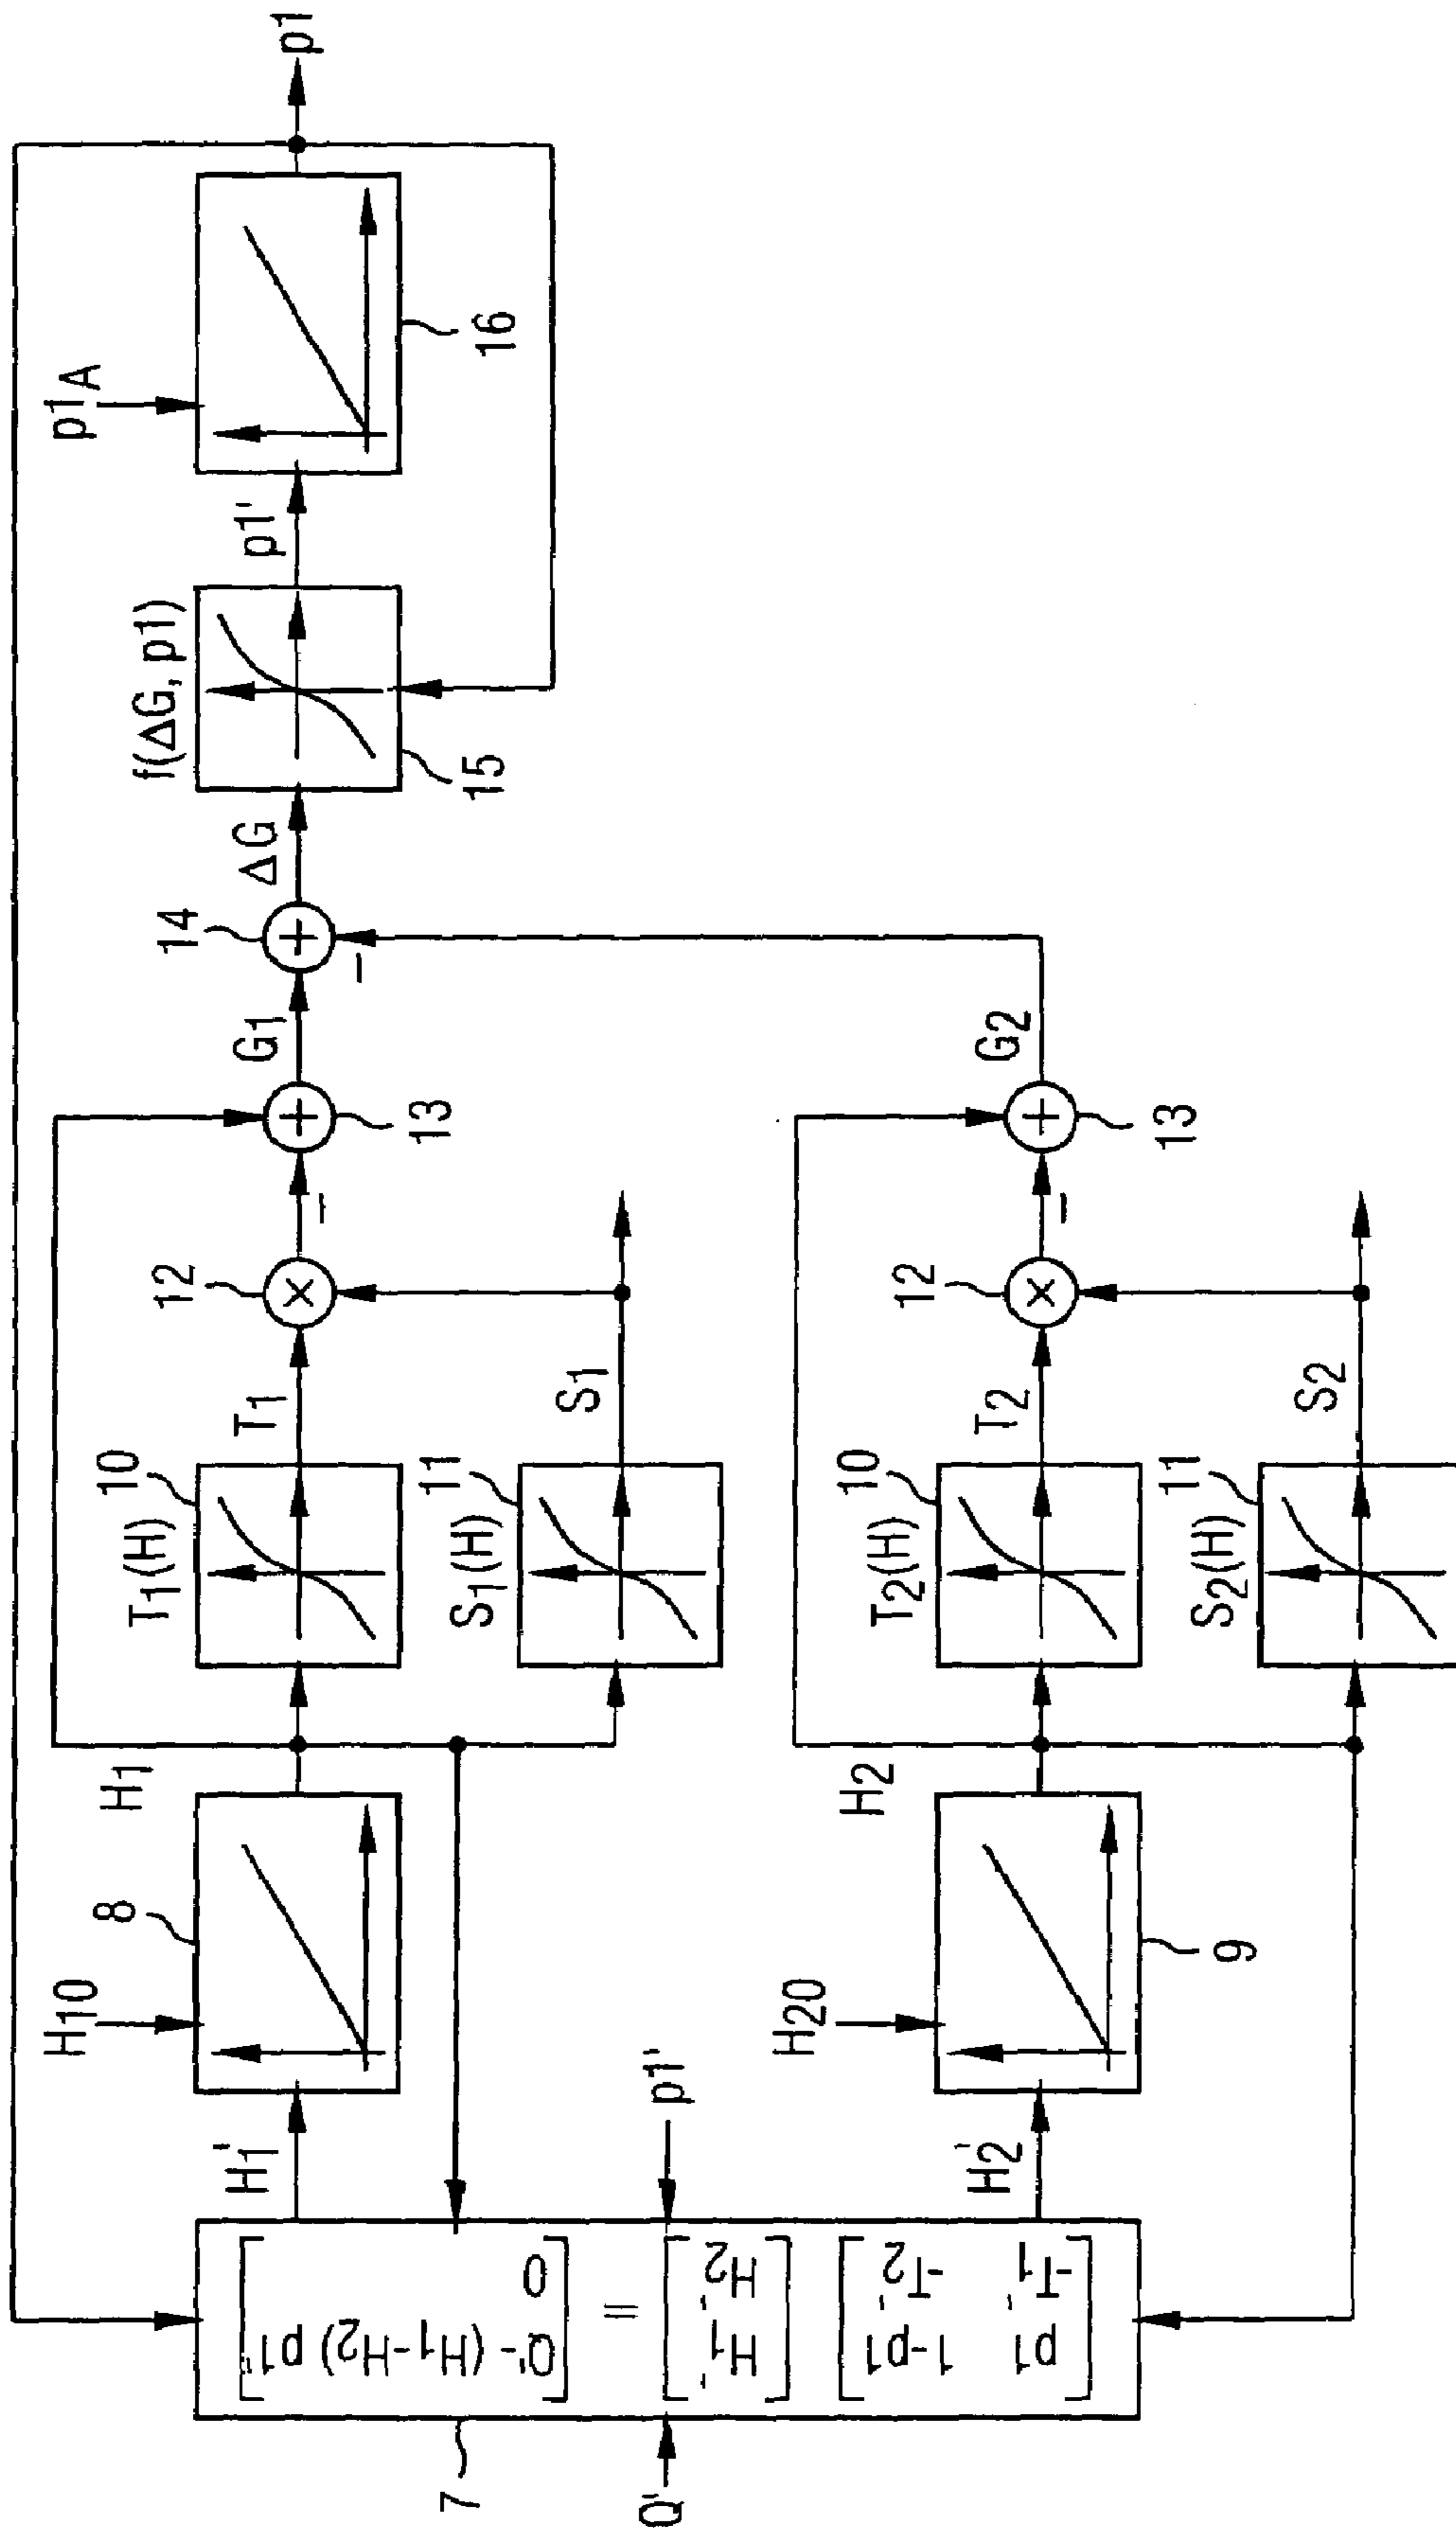 p1
p1A
16
p1'
f(ΔG, p1)
15
ΔG
14
G1
G2
13
13
12
12
T1
S1
T2
S2
10
T1(H)
11
S1(H)
10
T2(H)
11
S2(H)
H1
H2
8
9
H10
H20
H1'
p1'
H2'
[p1 1-p1
-T1' -T2'] [H1'
H2'] = [Q'-(H1-H2) p1'
0]
7
Q'